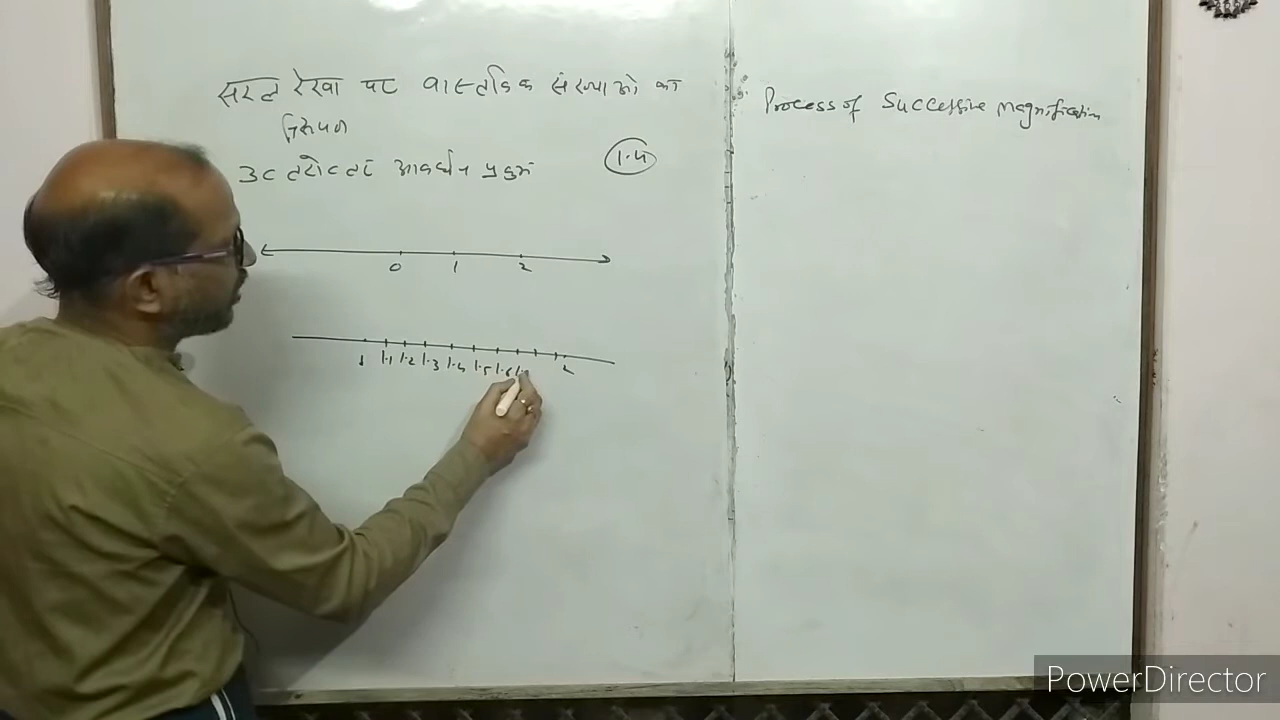 सरल रेखा पर वास्तविक संख्याओ का
निरूपण
उत्तरोत्तर आवर्धन प्रक्रम
1.4
0 1 2
1 1.1 1.2 1.3 1.4 1.5 1.6 2
Process of Successive Magnification
PowerDirector